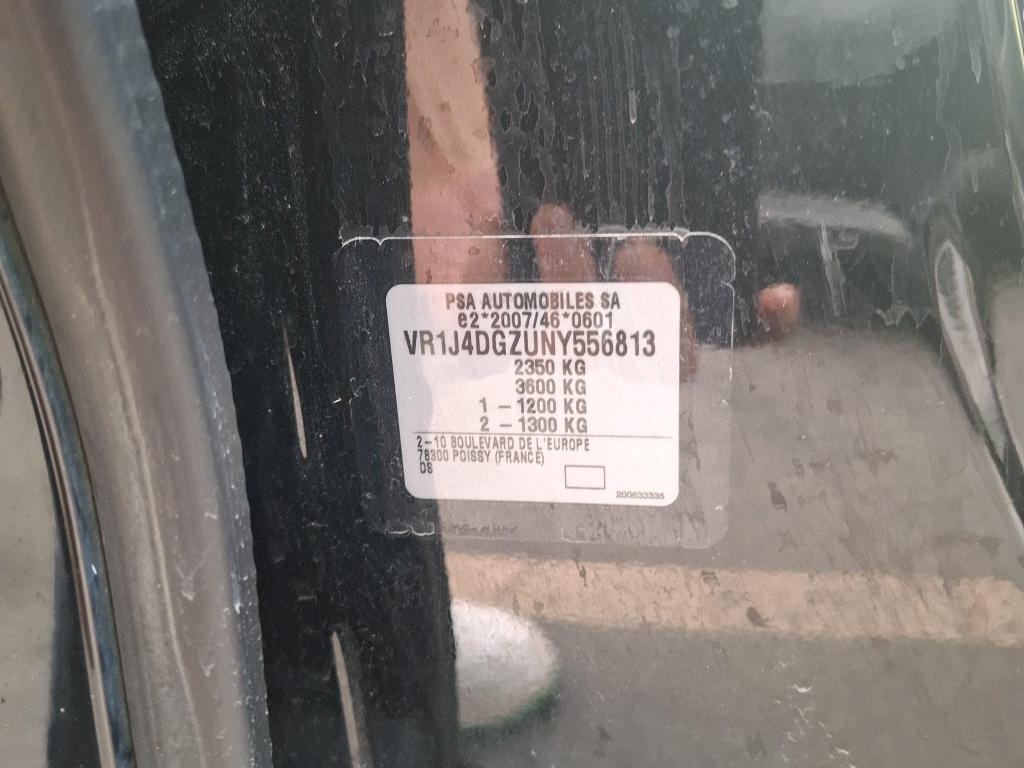 PSA AUTOMOBILES SA
e2*2007/46*0601
VR1J4DGZUNY556813
2350 KG
3600 KG
1 – 1200 KG
2 – 1300 KG
2–10 BOULEVARD DE L'EUROPE
78300 POISSY (FRANCE)
DS
200633335